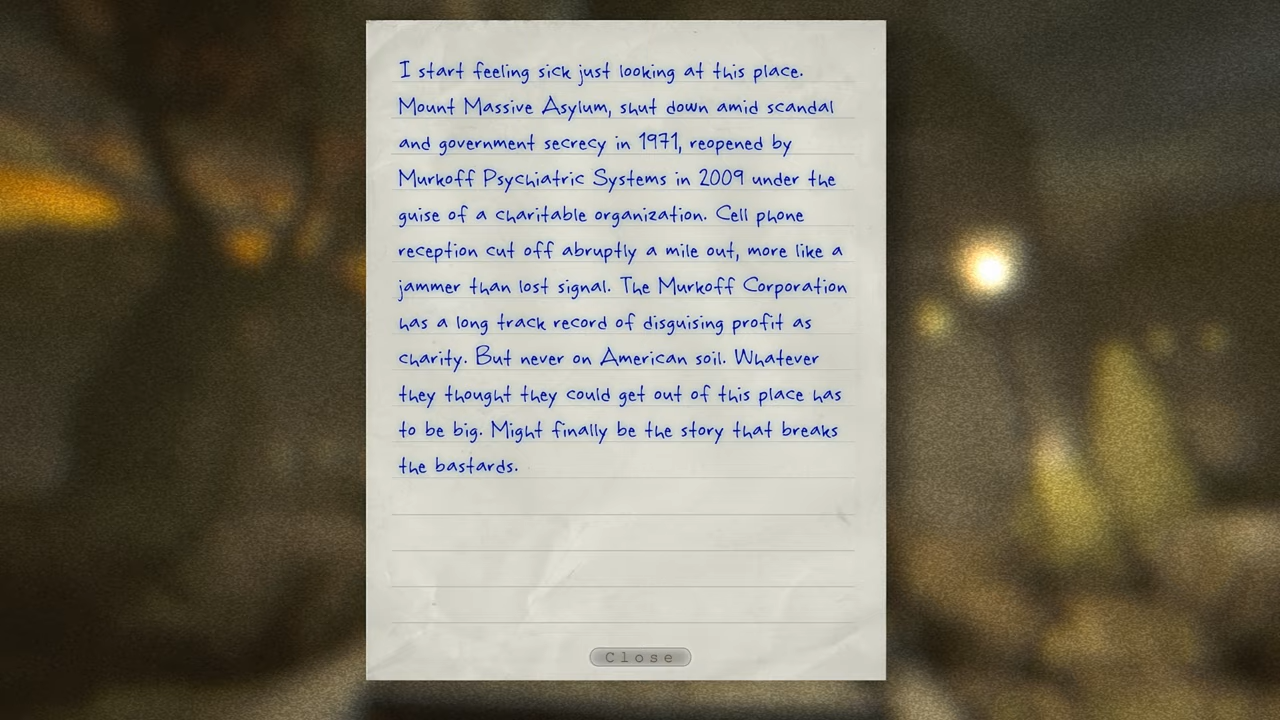 I start feeling sick just looking at this place.
Mount Massive Asylum, shut down amid scandal
and government secrecy in 1971, reopened by
Murkoff Psychiatric Systems in 2009 under the
guise of a charitable organization. Cell phone
reception cut off abruptly a mile out, more like a
jammer than lost signal. The Murkoff Corporation
has a long track record of disguising profit as
charity. But never on American soil. Whatever
they thought they could get out of this place has
to be big. Might finally be the story that breaks
the bastards.
Close